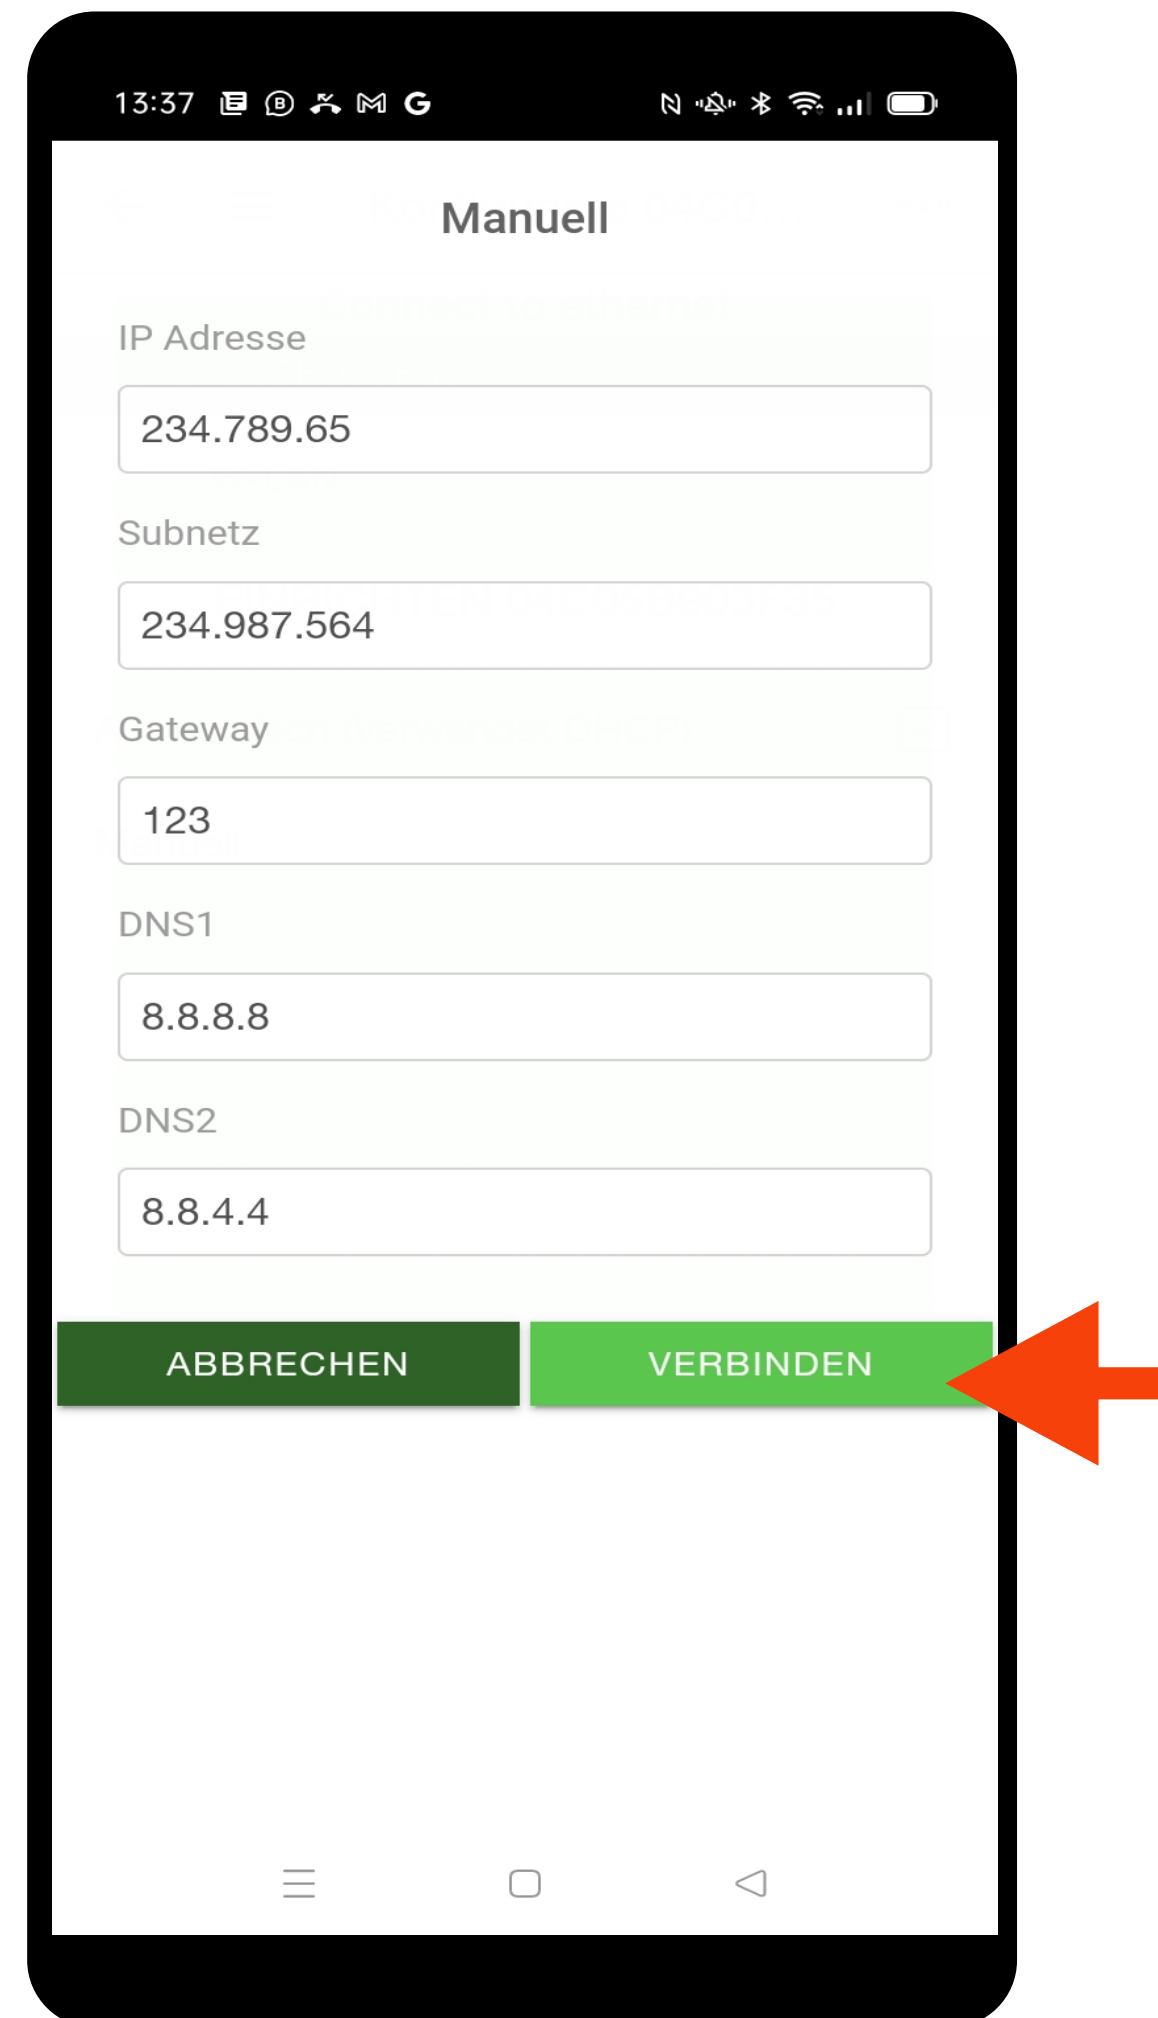 13:37
Manuell
IP Adresse
234.789.65
Subnetz
234.987.564
Gateway
123
DNS1
8.8.8.8
DNS2
8.8.4.4
ABBRECHEN VERBINDEN